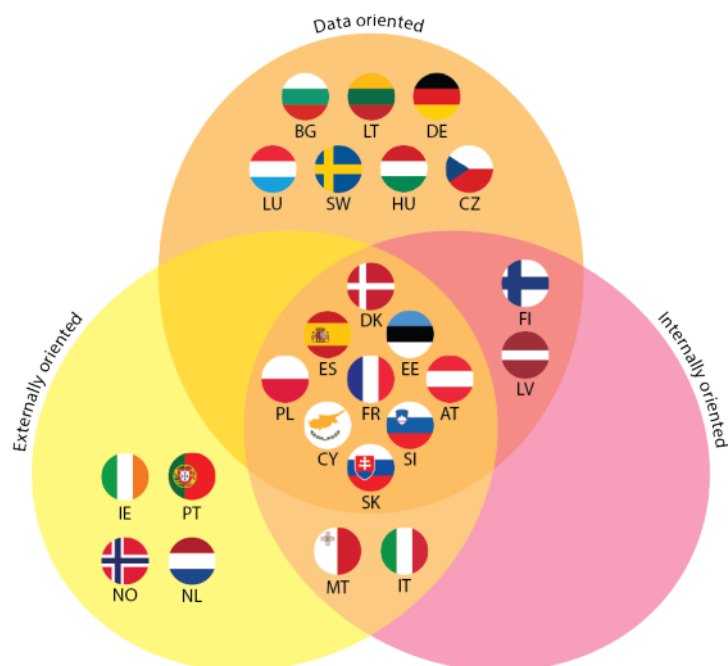 Data oriented
BG LT DE
LU SW HU CZ
DK
FI
ES EE
LV
PL FR AT
CY SI
SK
Externally oriented
Internally oriented
IE PT
MT IT
NO NL